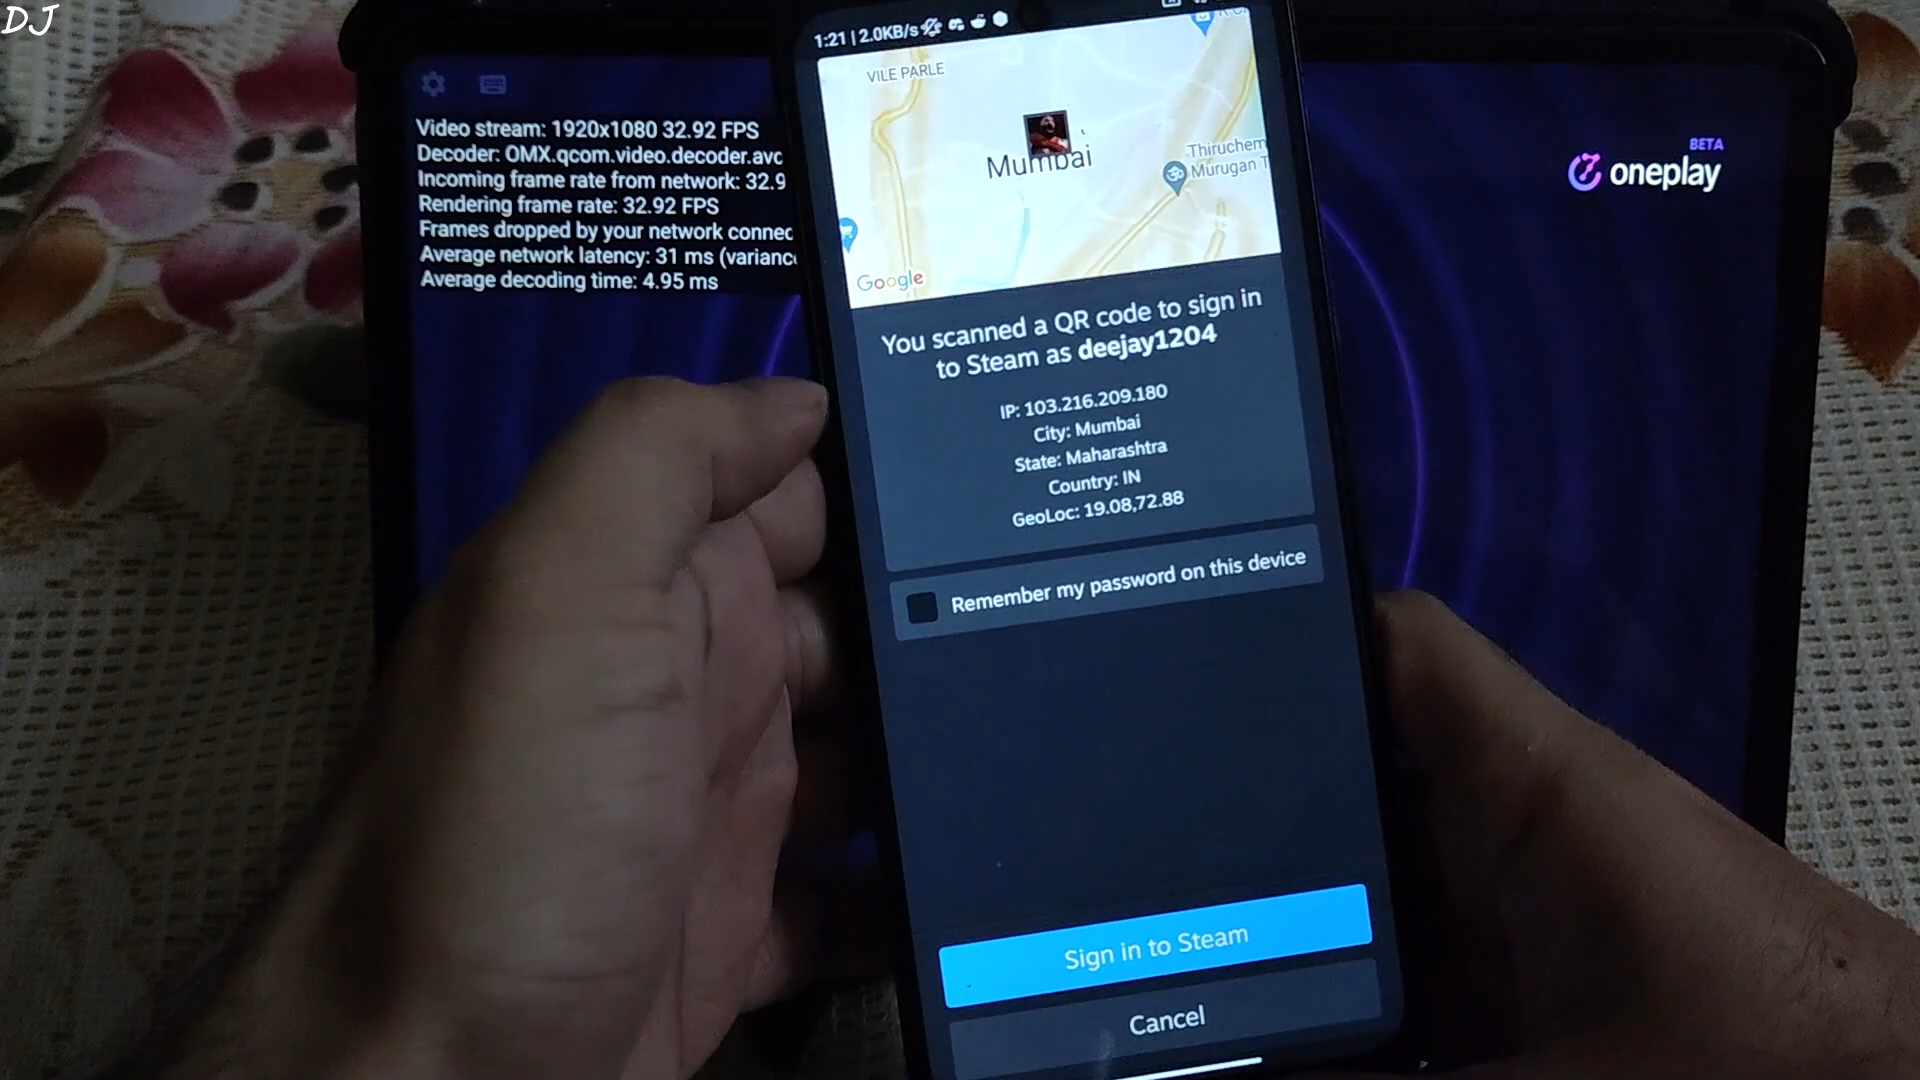 DJ
Video stream: 1920x1080 32.92 FPS
Decoder: OMX.qcom.video.decoder.avc
Incoming frame rate from network: 32.9
Rendering frame rate: 32.92 FPS
Frames dropped by your network connec
Average network latency: 31 ms (varianc
Average decoding time: 4.95 ms
1:21 | 2.0KB/s
VILE PARLE
Mumbai
Thiruchem
Murugan T
Google
You scanned a QR code to sign in
to Steam as deejay1204
IP: 103.216.209.180
City: Mumbai
State: Maharashtra
Country: IN
GeoLoc: 19.08,72.88
Remember my password on this device
Sign in to Steam
Cancel
BETA
oneplay